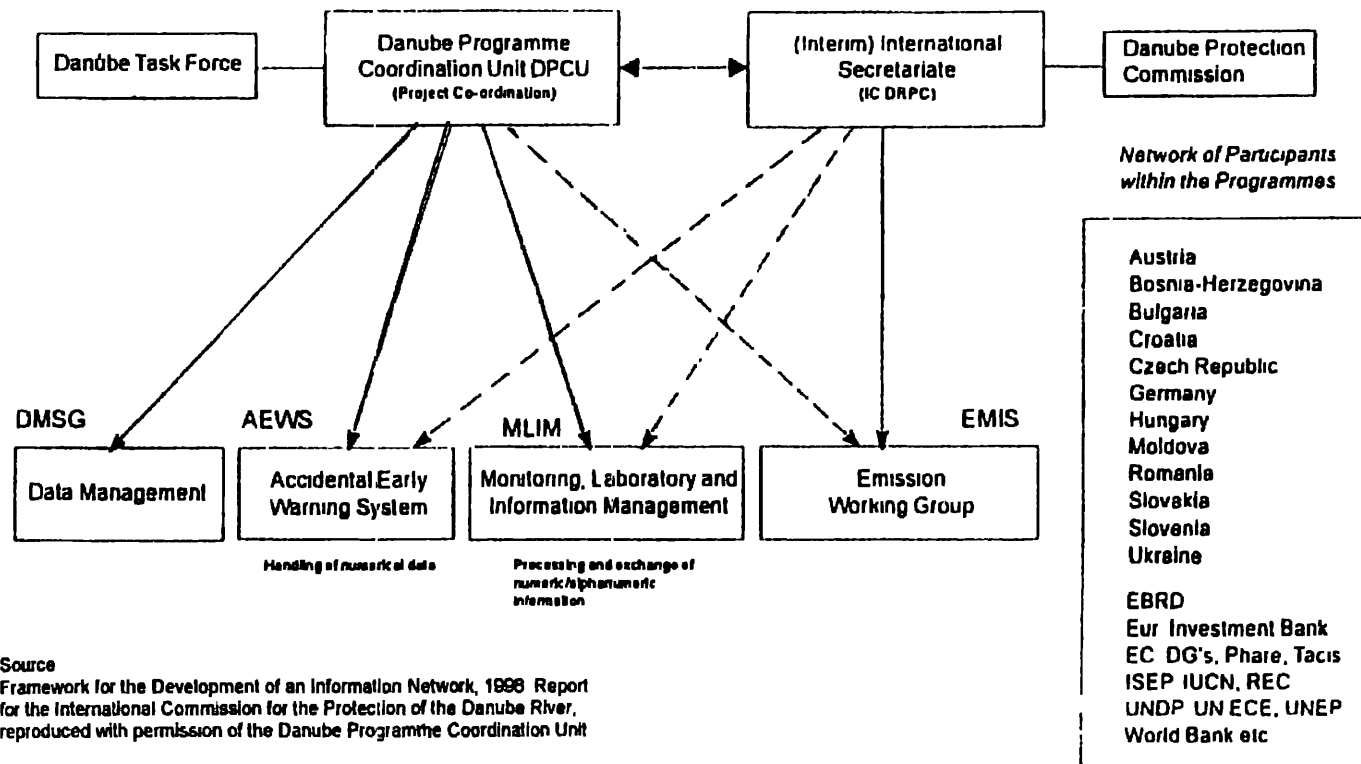 Danube Task Force
Danube Programme
Coordination Unit DPCU
(Project Co-ordination)
(Interim) International
Secretariate
(IC DRPC)
Danube Protection
Commission
Network of Participants
within the Programmes
DMSG
AEWS
MLIM
EMIS
Data Management
Accidental Early
Warning System
Monitoring, Laboratory and
Information Management
Emission
Working Group
Handling of numerical data
Processing and exchange of
numeric/alphanumeric
information
Austria
Bosnia-Herzegovina
Bulgaria
Croatia
Czech Republic
Germany
Hungary
Moldova
Romania
Slovakia
Slovenia
Ukraine
EBRD
Eur Investment Bank
EC DG's, Phare, Tacis
ISEP IUCN, REC
UNDP UN ECE, UNEP
World Bank etc
Source
Framework for the Development of an Information Network, 1996 Report
for the International Commission for the Protection of the Danube River,
reproduced with permission of the Danube Programme Coordination Unit